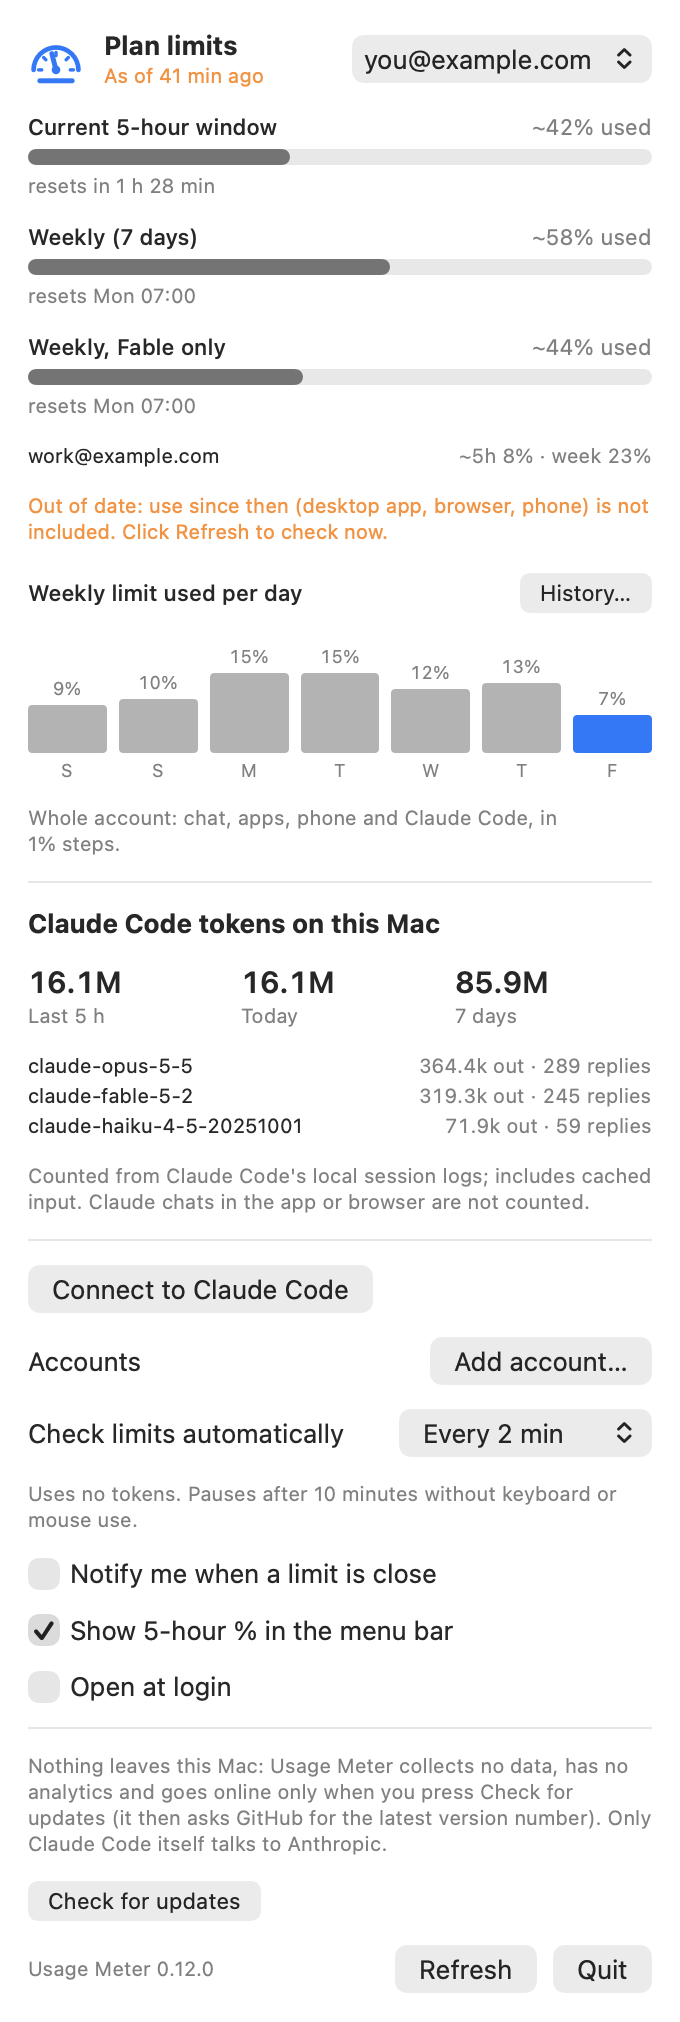 Plan limits
As of 41 min ago
you@example.com
Current 5-hour window
~42% used
resets in 1 h 28 min
Weekly (7 days)
~58% used
resets Mon 07:00
Weekly, Fable only
~44% used
resets Mon 07:00
work@example.com
~5h 8% · week 23%
Out of date: use since then (desktop app, browser, phone) is not
included. Click Refresh to check now.
Weekly limit used per day
History...
9%
10%
15%
15%
12%
13%
7%
S
S
M
T
W
T
F
Whole account: chat, apps, phone and Claude Code, in
1% steps.
Claude Code tokens on this Mac
16.1M
16.1M
85.9M
Last 5 h
Today
7 days
claude-opus-5-5
364.4k out · 289 replies
claude-fable-5-2
319.3k out · 245 replies
claude-haiku-4-5-20251001
71.9k out · 59 replies
Counted from Claude Code's local session logs; includes cached
input. Claude chats in the app or browser are not counted.
Connect to Claude Code
Accounts
Add account...
Check limits automatically
Every 2 min
Uses no tokens. Pauses after 10 minutes without keyboard or
mouse use.
Notify me when a limit is close
Show 5-hour % in the menu bar
Open at login
Nothing leaves this Mac: Usage Meter collects no data, has no
analytics and goes online only when you press Check for
updates (it then asks GitHub for the latest version number). Only
Claude Code itself talks to Anthropic.
Check for updates
Usage Meter 0.12.0
Refresh
Quit